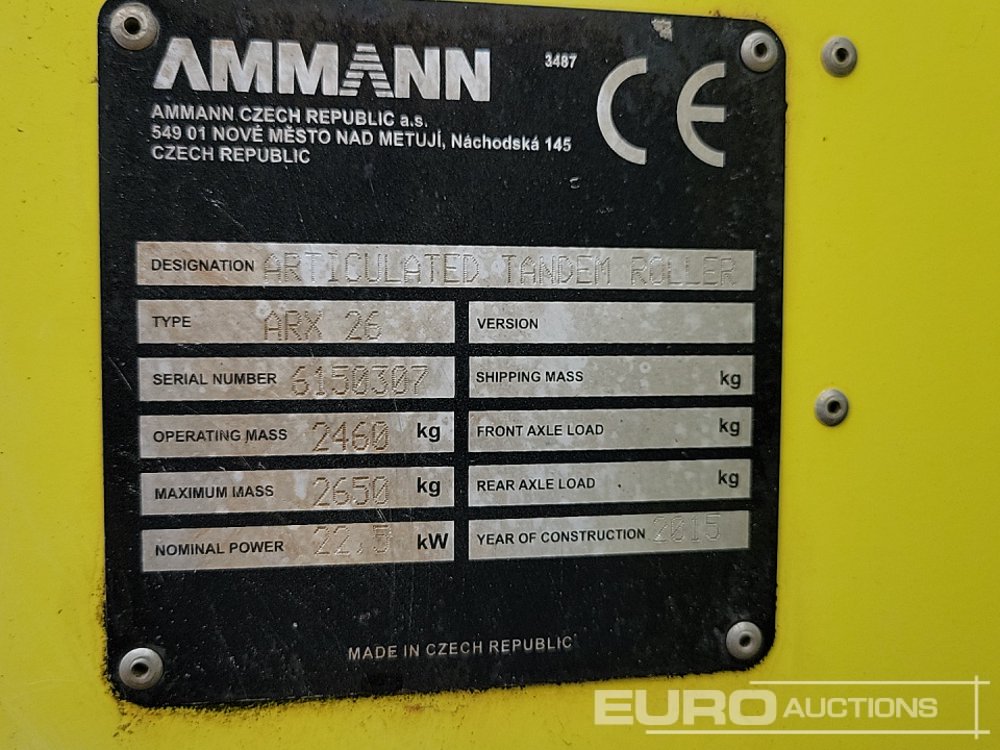 AMMANN
3487
CE
AMMANN CZECH REPUBLIC a.s.
549 01 NOVÉ MĚSTO NAD METUJÍ, Náchodská 145
CZECH REPUBLIC
DESIGNATION ARTICULATED TANDEM ROLLER
TYPE ARX 26
VERSION
SERIAL NUMBER 6150307
SHIPPING MASS kg
OPERATING MASS 2460 kg
FRONT AXLE LOAD kg
MAXIMUM MASS 2650 kg
REAR AXLE LOAD kg
NOMINAL POWER 22,5 kW
YEAR OF CONSTRUCTION 2015
MADE IN CZECH REPUBLIC
EURO AUCTIONS